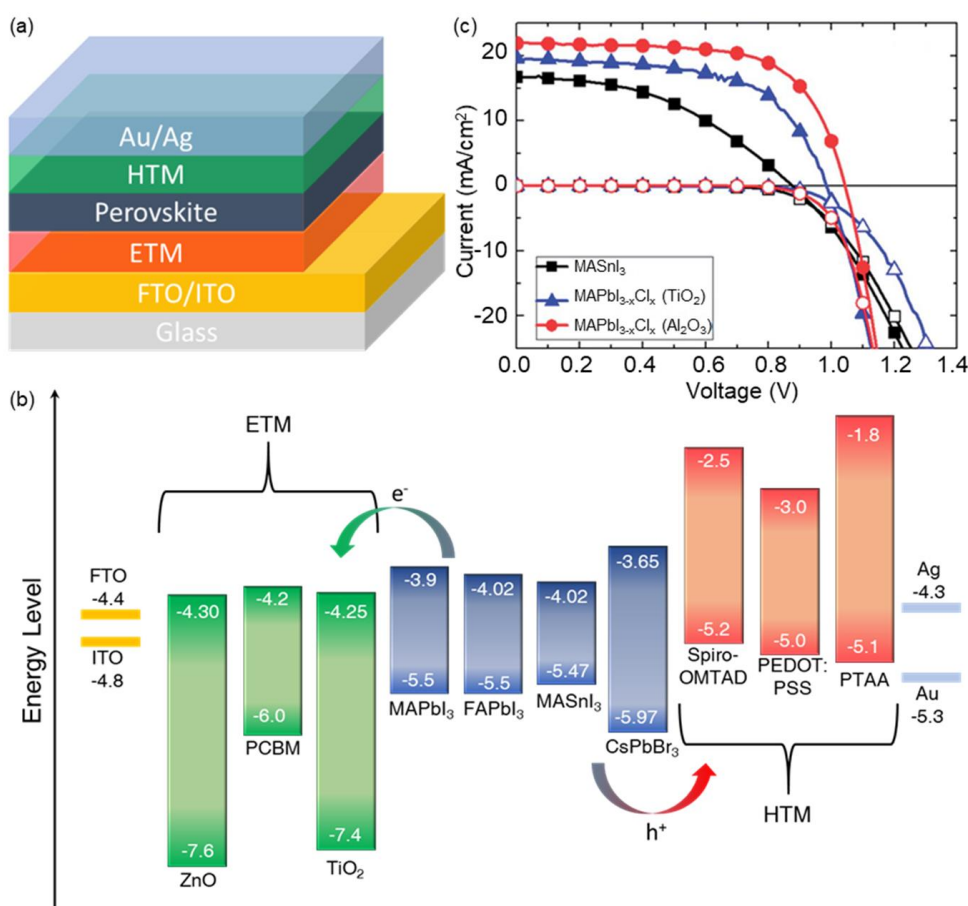 (a)
Au/Ag
HTM
Perovskite
ETM
FTO/ITO
Glass
(c)
Current (mA/cm²)
20
10
0
-10
-20
MASnI₃
MAPbI₃₋ₓClₓ (TiO₂)
MAPbI₃₋ₓClₓ (Al₂O₃)
0.0 0.2 0.4 0.6 0.8 1.0 1.2 1.4
Voltage (V)
(b)
Energy Level
ETM
e⁻
FTO
-4.4
ITO
-4.8
-4.30
-7.6
ZnO
-4.2
-6.0
PCBM
-4.25
-7.4
TiO₂
-3.9
-5.5
MAPbI₃
-4.02
-5.5
FAPbI₃
-4.02
-5.47
MASnI₃
-3.65
-5.97
CsPbBr₃
h⁺
-2.5
-5.2
Spiro-
OMTAD
-3.0
-5.0
PEDOT:
PSS
-1.8
-5.1
PTAA
HTM
Ag
-4.3
Au
-5.3